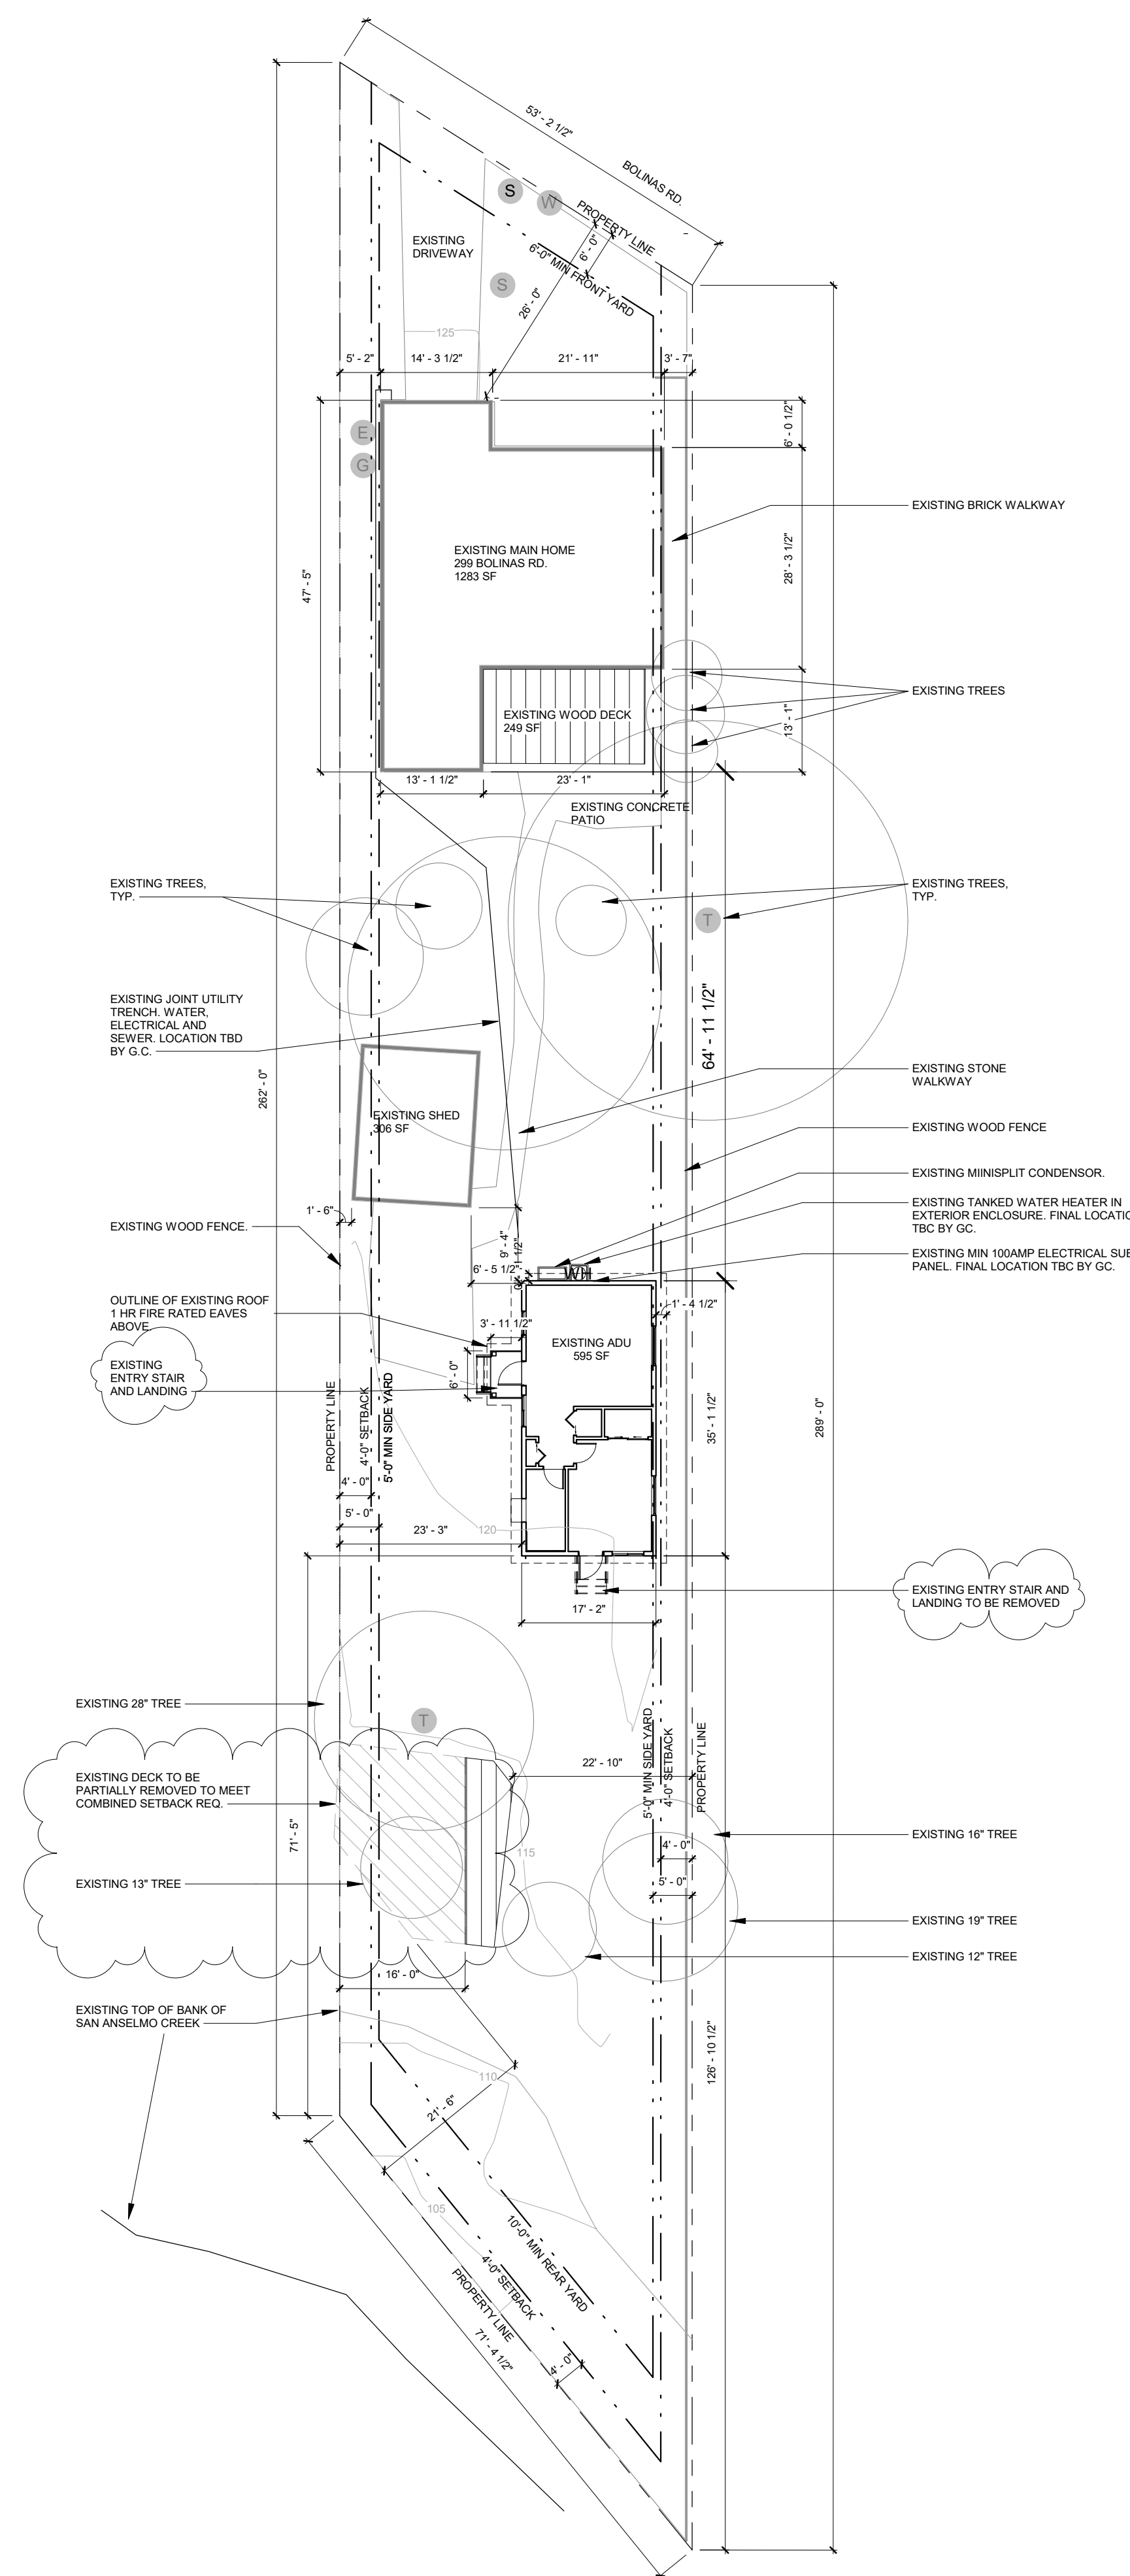 53' - 2 1/2"
BOLINAS RD.
S
W
PROPERTY LINE
6' - 0"
6'-0" MIN FRONT YARD
EXISTING
DRIVEWAY
S
26' - 0"
125
5' - 2"
14' - 3 1/2"
21' - 11"
3' - 7"
6' - 0 1/2"
E
G
EXISTING BRICK WALKWAY
EXISTING MAIN HOME
299 BOLINAS RD.
1283 SF
28' - 3 1/2"
47' - 5"
EXISTING TREES
EXISTING WOOD DECK
249 SF
13' - 1"
13' - 1 1/2"
23' - 1"
EXISTING CONCRETE
PATIO
EXISTING TREES,
TYP.
EXISTING TREES,
TYP.
T
EXISTING JOINT UTILITY
TRENCH. WATER,
ELECTRICAL AND
SEWER. LOCATION TBD
BY G.C.
64' - 11 1/2"
262' - 0"
EXISTING STONE
WALKWAY
EXISTING SHED
306 SF
EXISTING WOOD FENCE
EXISTING MIINISPLIT CONDENSOR.
EXISTING TANKED WATER HEATER IN
EXTERIOR ENCLOSURE. FINAL LOCATIO
TBC BY GC.
1' - 6"
EXISTING WOOD FENCE.
9' - 4"
EXISTING MIN 100AMP ELECTRICAL SUB
PANEL. FINAL LOCATION TBC BY GC.
6' - 5 1/2"
WH
OUTLINE OF EXISTING ROOF
1 HR FIRE RATED EAVES
ABOVE.
1' - 4 1/2"
3' - 11 1/2"
EXISTING ADU
595 SF
EXISTING
ENTRY STAIR
AND LANDING
6' - 0"
PROPERTY LINE
4'-0" SETBACK
5'-0" MIN SIDE YARD
35' - 1 1/2"
289' - 0"
4' - 0"
5' - 0"
23' - 3"
120
EXISTING ENTRY STAIR AND
LANDING TO BE REMOVED
17' - 2"
EXISTING 28" TREE
T
5'-0" MIN SIDE YARD
4'-0" SETBACK
PROPERTY LINE
22' - 10"
EXISTING DECK TO BE
PARTIALLY REMOVED TO MEET
COMBINED SETBACK REQ.
71' - 5"
EXISTING 16" TREE
4' - 0"
115
5' - 0"
EXISTING 13" TREE
EXISTING 19" TREE
EXISTING 12" TREE
16' - 0"
EXISTING TOP OF BANK OF
SAN ANSELMO CREEK
126' - 10 1/2"
110
21' - 6"
105
10'-0" MIN REAR YARD
4'-0" SETBACK
PROPERTY LINE
71' - 4 1/2"
4' - 0"